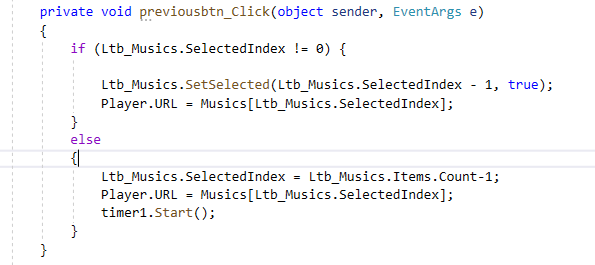 private void previousbtn_Click(object sender, EventArgs e)
{
if (Ltb_Musics.SelectedIndex != 0) {
Ltb_Musics.SetSelected(Ltb_Musics.SelectedIndex - 1, true);
Player.URL = Musics[Ltb_Musics.SelectedIndex];
}
else
{
Ltb_Musics.SelectedIndex = Ltb_Musics.Items.Count-1;
Player.URL = Musics[Ltb_Musics.SelectedIndex];
timer1.Start();
}
}